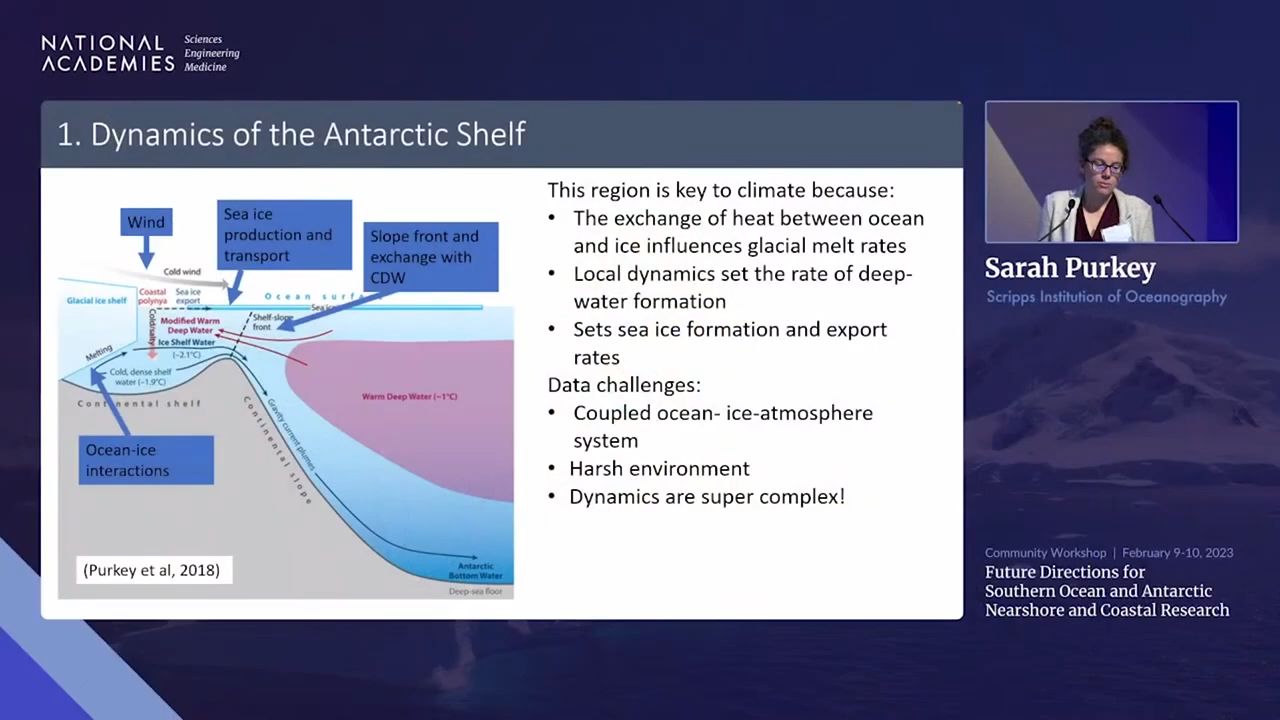 NATIONAL
ACADEMIES
Sciences
Engineering
Medicine
1. Dynamics of the Antarctic Shelf
Wind
Sea ice
production and
transport
Slope front and
exchange with
CDW
Cold wind
Glacial ice shelf
Coastal
polynya
Sea ice
export
Ocean surf
Sea ice
Cold/salty
Modified Warm
Deep Water
Shelf-slope
front
Ice Shelf Water
(−2.1°C)
Melting
Cold, dense shelf
water (−1.9°C)
Continental shelf
Warm Deep Water (~1°C)
Gravity current plumes
Continental slope
Ocean-ice
interactions
(Purkey et al, 2018)
Antarctic
Bottom Water
Deep-sea floor
This region is key to climate because:
• The exchange of heat between ocean
and ice influences glacial melt rates
• Local dynamics set the rate of deep-
water formation
• Sets sea ice formation and export
rates
Data challenges:
• Coupled ocean- ice-atmosphere
system
• Harsh environment
• Dynamics are super complex!
Sarah Purkey
Scripps Institution of Oceanography
Community Workshop | February 9-10, 2023
Future Directions for
Southern Ocean and Antarctic
Nearshore and Coastal Research